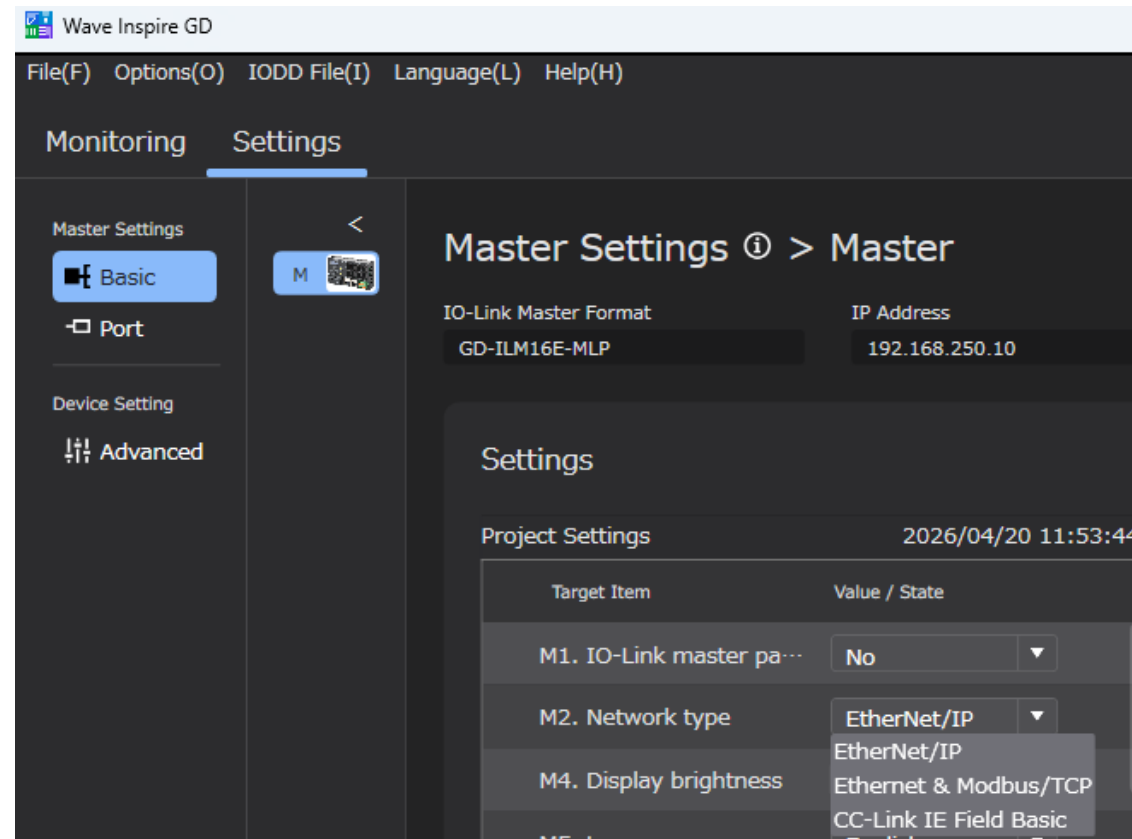 Wave Inspire GD
File(F) Options(O) IODD File(I) Language(L) Help(H)
Monitoring Settings
Master Settings
<
Basic
M
Port
Device Setting
Advanced
Master Settings ⓘ > Master
IO-Link Master Format IP Address
GD-ILM16E-MLP 192.168.250.10
Settings
Project Settings 2026/04/20 11:53:44
Target Item Value / State
M1. IO-Link master pa··· No
M2. Network type EtherNet/IP
EtherNet/IP
M4. Display brightness
Ethernet & Modbus/TCP
CC-Link IE Field Basic